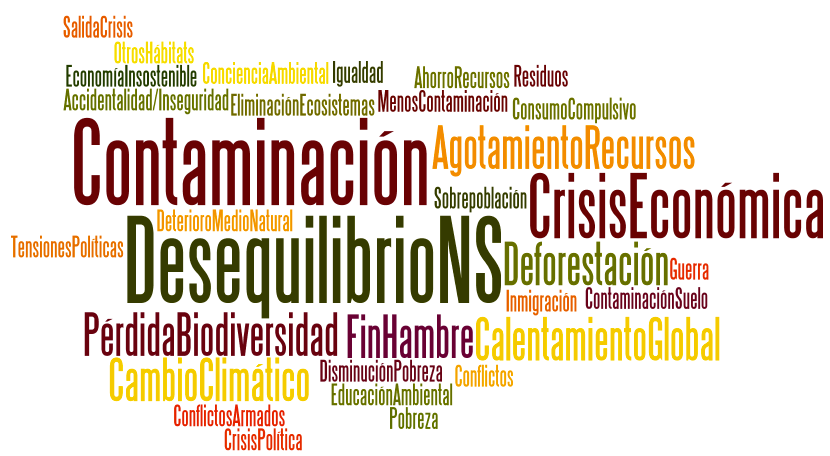 SalidaCrisis
OtrosHábitats
EconomíaInsostenible ConcienciaAmbiental Igualdad AhorroRecursos Residuos
Accidentalidad/Inseguridad EliminaciónEcosistemas MenosContaminación ConsumoCompulsivo
Contaminación AgotamientoRecursos
Sobrepoblación CrisisEconómica
DeterioroMedioNatural
TensionesPolíticas DesequilibrioNS Deforestación Guerra
Inmigración ContaminaciónSuelo
PérdidaBiodiversidad FinHambre CalentamientoGlobal
CambioClimático DisminuciónPobreza Conflictos
EducaciónAmbiental
ConflictosArmados Pobreza
CrisisPolítica